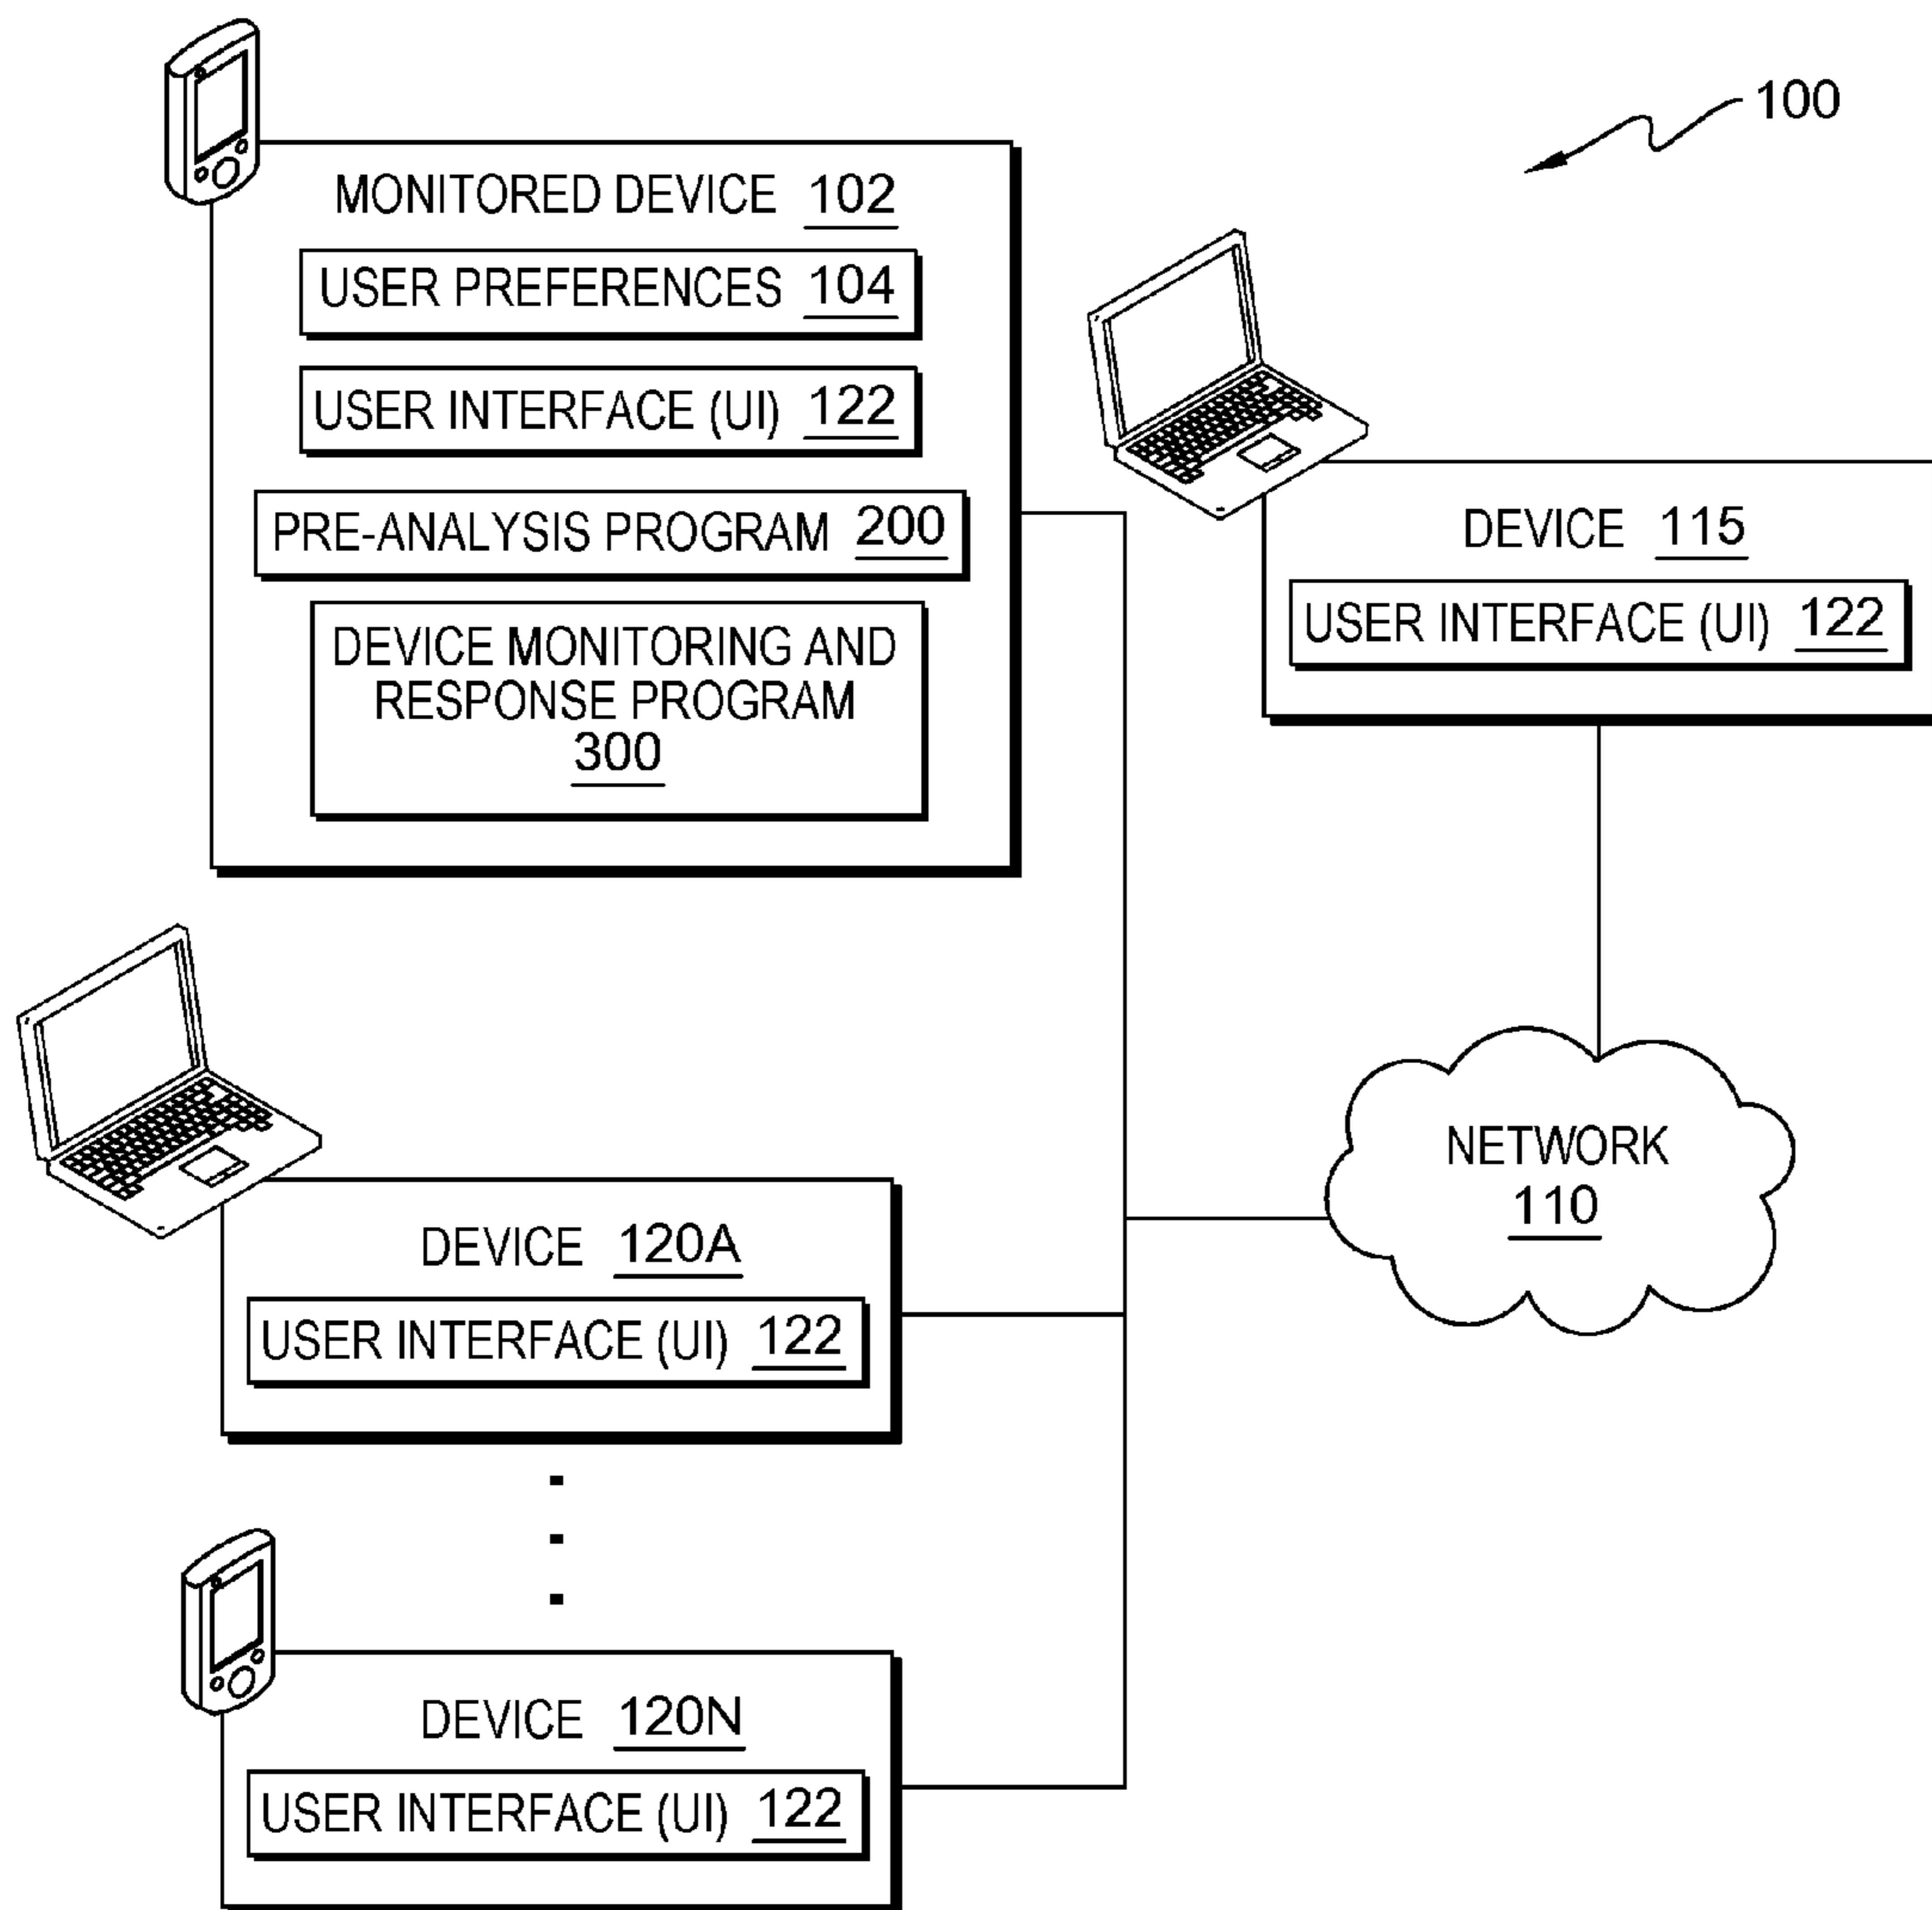 100
MONITORED DEVICE 102
USER PREFERENCES 104
USER INTERFACE (UI) 122
PRE-ANALYSIS PROGRAM 200
DEVICE MONITORING AND
RESPONSE PROGRAM
300
DEVICE 115
USER INTERFACE (UI) 122
NETWORK
110
DEVICE 120A
USER INTERFACE (UI) 122
DEVICE 120N
USER INTERFACE (UI) 122